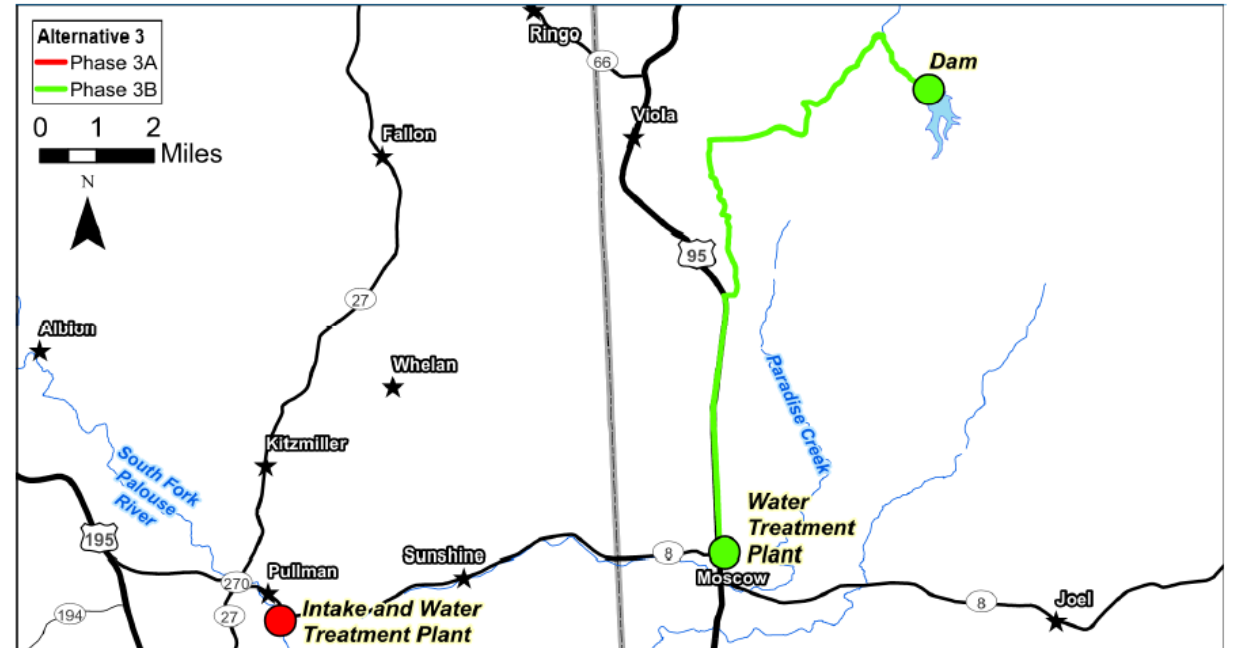 Alternative 3
Phase 3A
Phase 3B
0 1 2
Miles
N
Ringo
66
Dam
Viola
Fallon
95
27
Albion
Whelan
Paradise Creek
Kitzmiller
South Fork
Palouse
River
195
Water
Treatment
Plant
Sunshine
8
Moscow
270
Pullman
194
27
Intake and Water
Treatment Plant
8
Joel